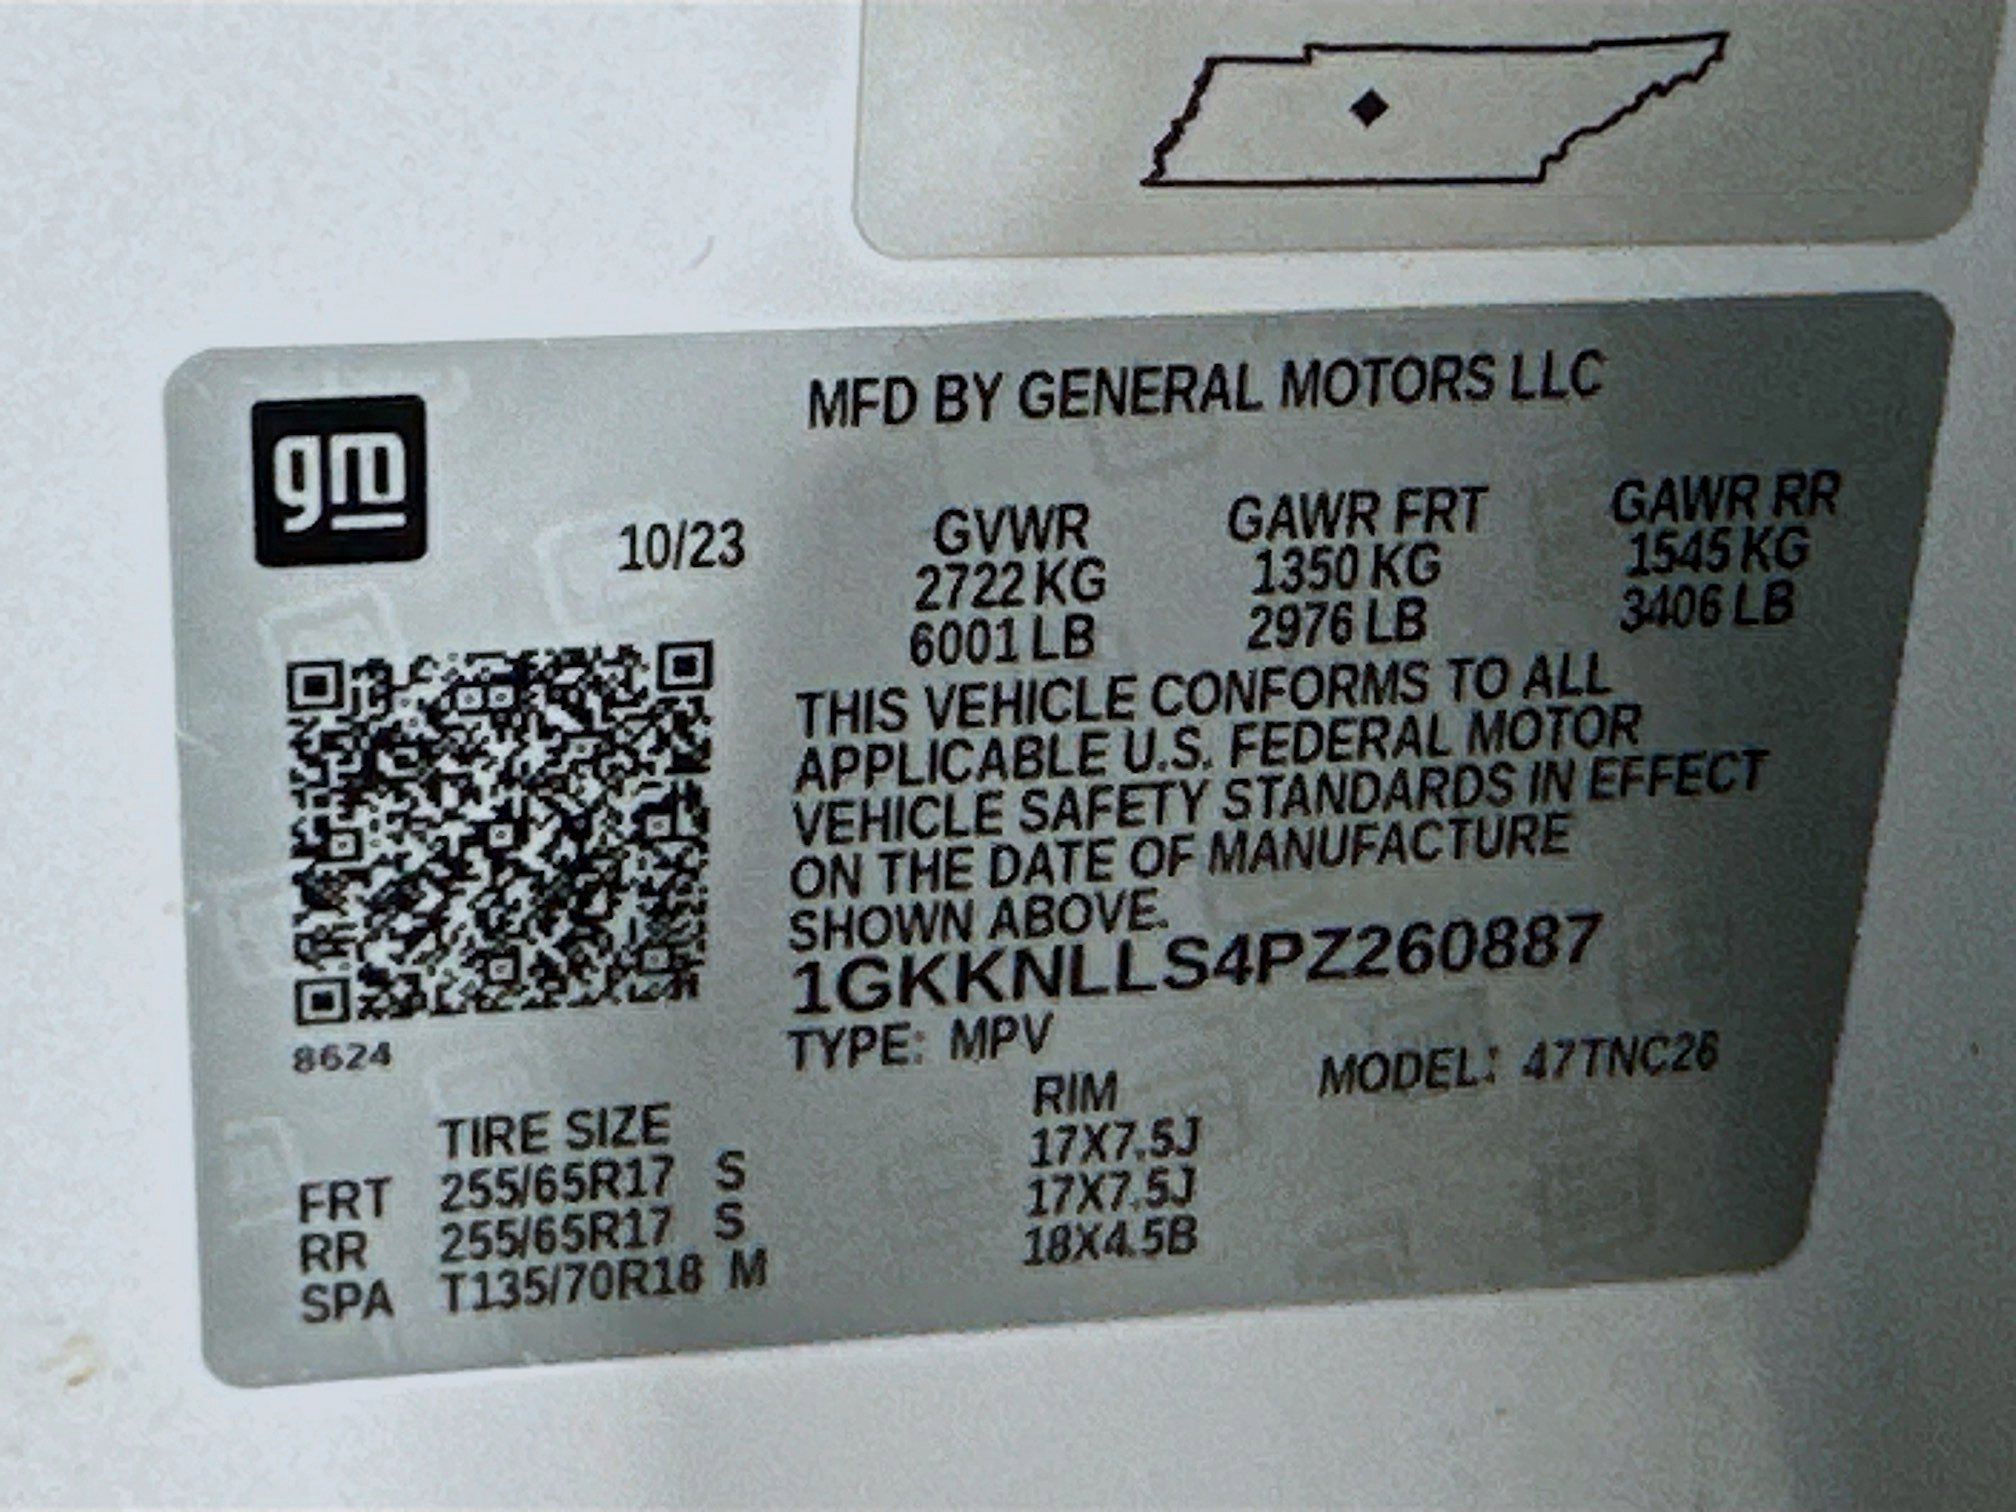 gm
MFD BY GENERAL MOTORS LLC
10/23
GVWR GAWR FRT GAWR RR
2722 KG 1350 KG 1545 KG
6001 LB 2976 LB 3406 LB
THIS VEHICLE CONFORMS TO ALL
APPLICABLE U.S. FEDERAL MOTOR
VEHICLE SAFETY STANDARDS IN EFFECT
ON THE DATE OF MANUFACTURE
SHOWN ABOVE.
1GKKNLLS4PZ260887
TYPE: MPV MODEL: 47TNC26
8624
TIRE SIZE RIM
FRT 255/65R17 S 17X7.5J
RR 255/65R17 S 17X7.5J
SPA T135/70R18 M 18X4.5B